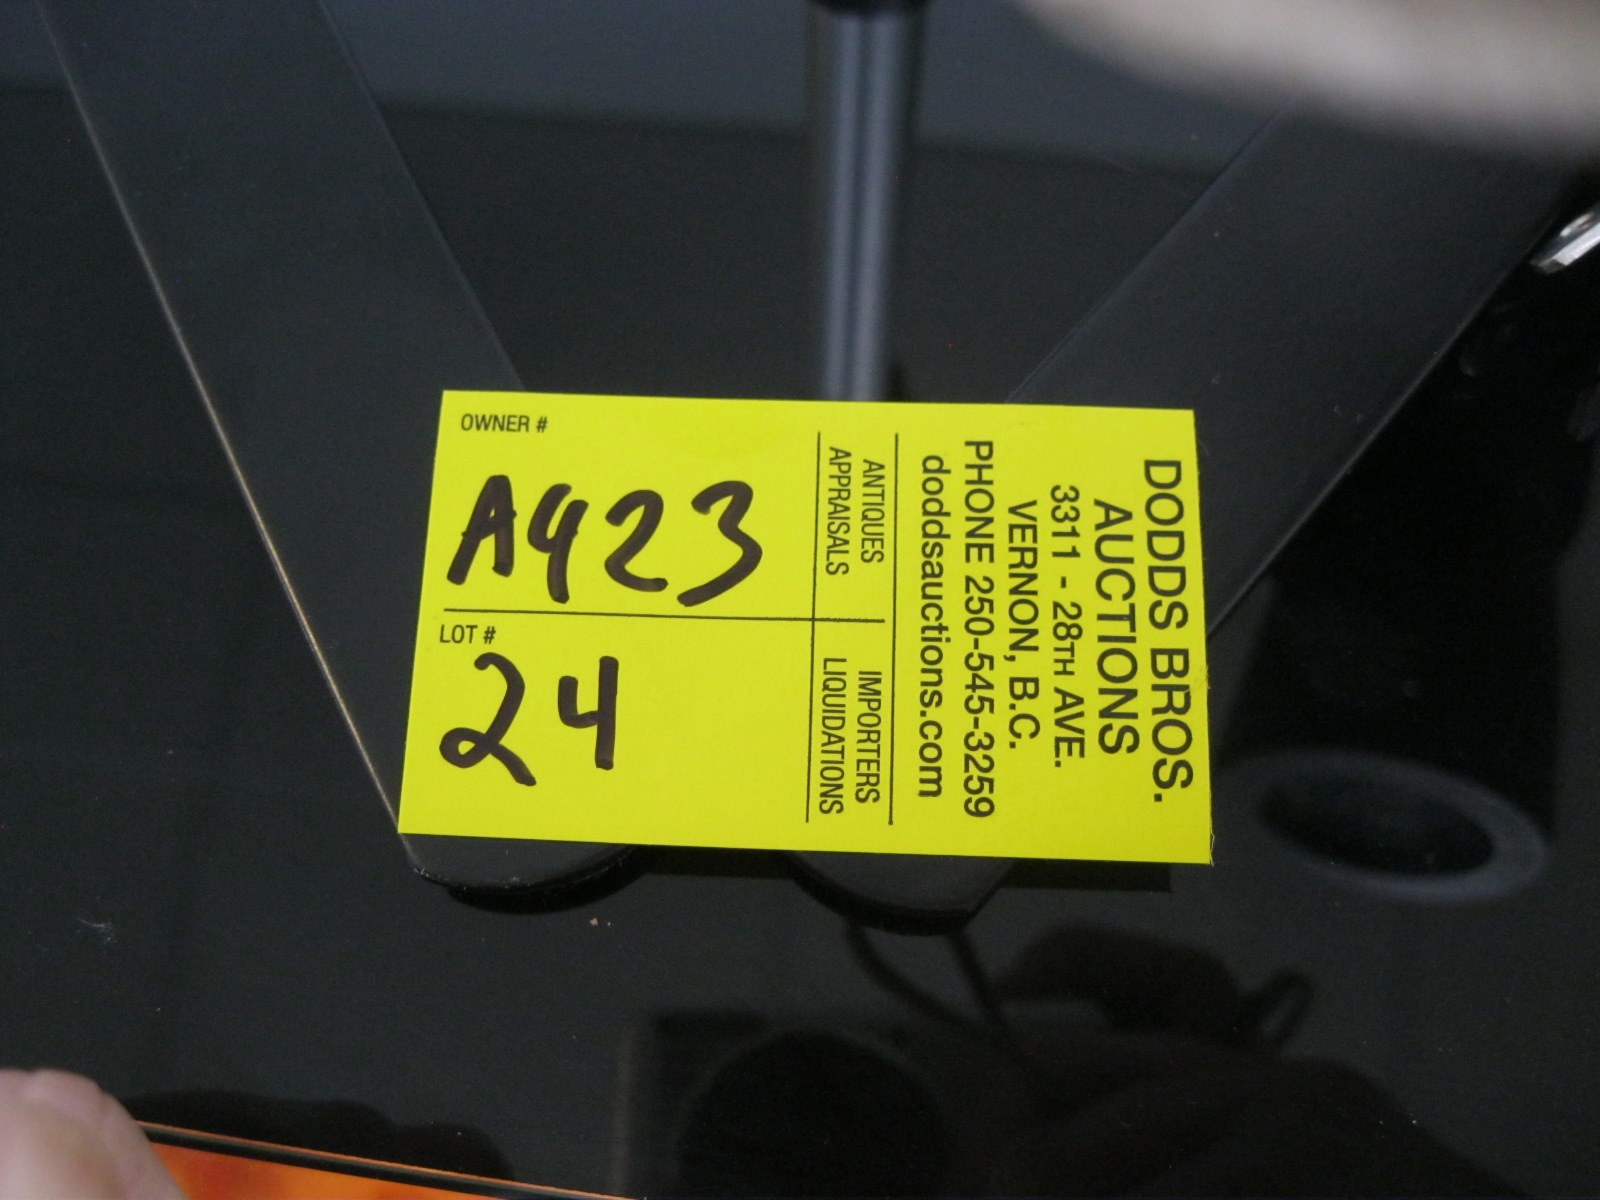 OWNER #
A423
LOT #
24
DODDS BROS.
AUCTIONS
3311 - 28TH AVE.
VERNON, B.C.
PHONE 250-545-3259
doddsauctions.com
ANTIQUES IMPORTERS
APPRAISALS LIQUIDATIONS